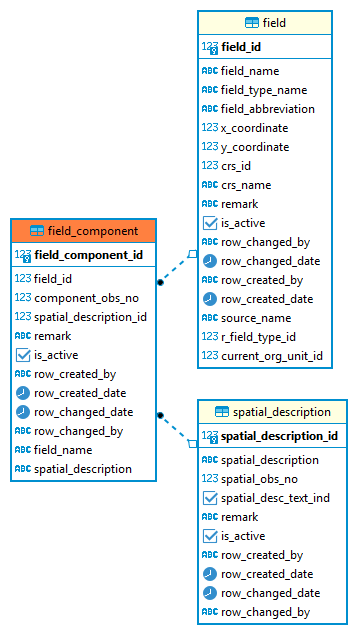 field
123 field_id
ABC field_name
ABC field_type_name
ABC field_abbreviation
123 x_coordinate
123 y_coordinate
123 crs_id
ABC crs_name
ABC remark
is_active
ABC row_changed_by
row_changed_date
ABC row_created_by
row_created_date
ABC source_name
123 r_field_type_id
123 current_org_unit_id
field_component
123 field_component_id
123 field_id
123 component_obs_no
123 spatial_description_id
ABC remark
is_active
ABC row_created_by
row_created_date
row_changed_date
ABC row_changed_by
ABC field_name
ABC spatial_description
spatial_description
123 spatial_description_id
ABC spatial_description
123 spatial_obs_no
spatial_desc_text_ind
ABC remark
is_active
ABC row_created_by
row_created_date
row_changed_date
ABC row_changed_by